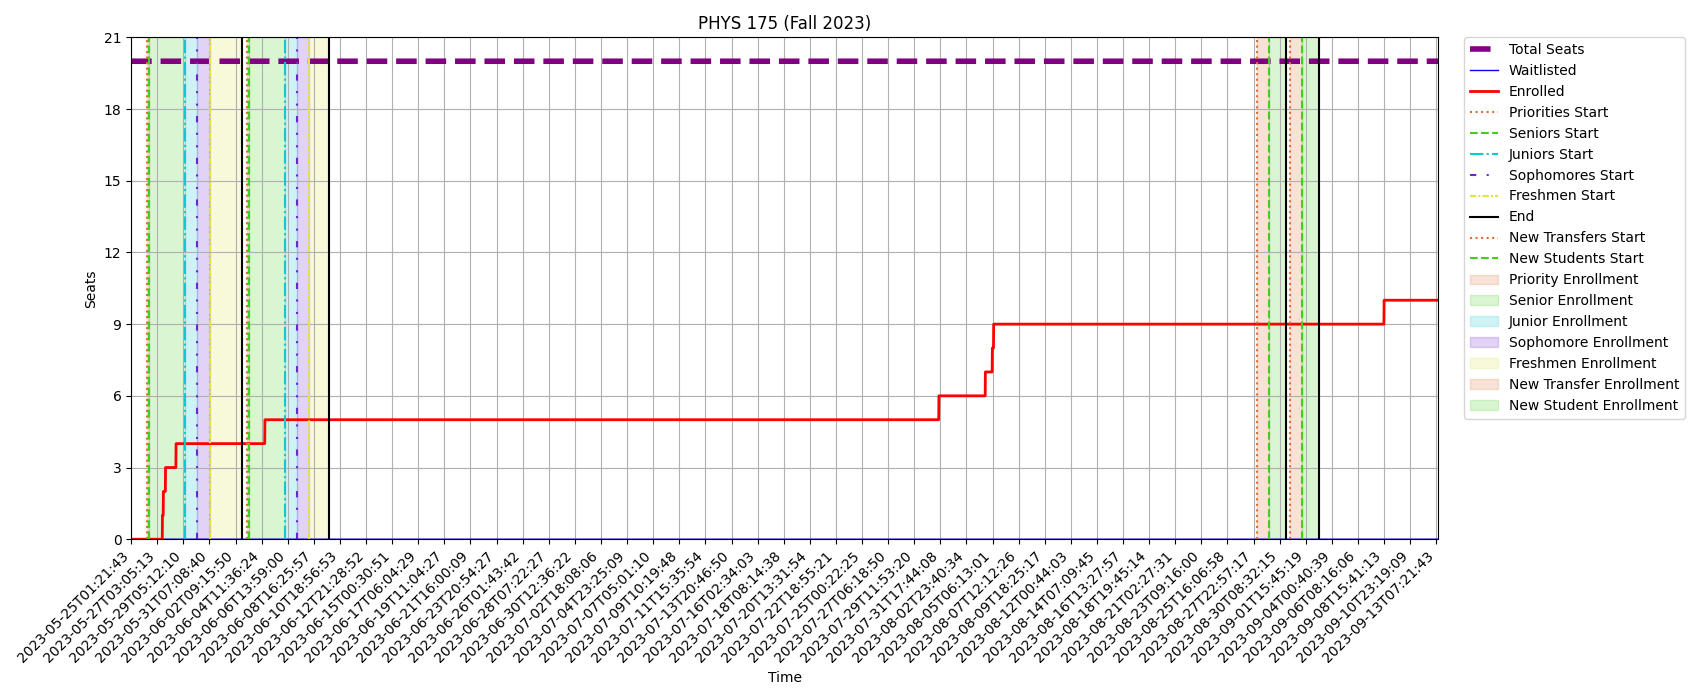 PHYS 175 (Fall 2023)
Seats
21
18
15
12
9
6
3
0
2023-05-25T01:21:43
2023-05-27T03:05:13
2023-05-29T05:12:10
2023-05-31T07:08:40
2023-06-02T09:15:50
2023-06-04T11:36:24
2023-06-06T13:59:00
2023-06-08T16:25:57
2023-06-10T18:56:53
2023-06-12T21:28:52
2023-06-15T00:30:51
2023-06-17T06:04:29
2023-06-19T11:04:27
2023-06-21T16:00:09
2023-06-23T20:54:27
2023-06-26T01:43:42
2023-06-28T07:22:27
2023-06-30T12:36:22
2023-07-02T18:08:06
2023-07-04T23:25:09
2023-07-07T05:01:10
2023-07-09T10:19:48
2023-07-11T15:35:54
2023-07-13T20:46:50
2023-07-16T02:34:03
2023-07-18T08:14:38
2023-07-20T13:31:54
2023-07-22T18:55:21
2023-07-25T00:22:25
2023-07-27T06:18:50
2023-07-29T11:53:20
2023-07-31T17:44:08
2023-08-02T23:40:34
2023-08-05T06:13:01
2023-08-07T12:12:26
2023-08-09T18:25:17
2023-08-12T00:44:03
2023-08-14T07:09:45
2023-08-16T13:27:57
2023-08-18T19:45:14
2023-08-21T02:27:31
2023-08-23T09:16:00
2023-08-25T16:06:58
2023-08-27T22:57:17
2023-08-30T08:32:15
2023-09-01T15:45:19
2023-09-04T00:40:39
2023-09-06T08:16:06
2023-09-08T15:41:13
2023-09-10T23:19:09
2023-09-13T07:21:43
Time
Total Seats
Waitlisted
Enrolled
Priorities Start
Seniors Start
Juniors Start
Sophomores Start
Freshmen Start
End
New Transfers Start
New Students Start
Priority Enrollment
Senior Enrollment
Junior Enrollment
Sophomore Enrollment
Freshmen Enrollment
New Transfer Enrollment
New Student Enrollment